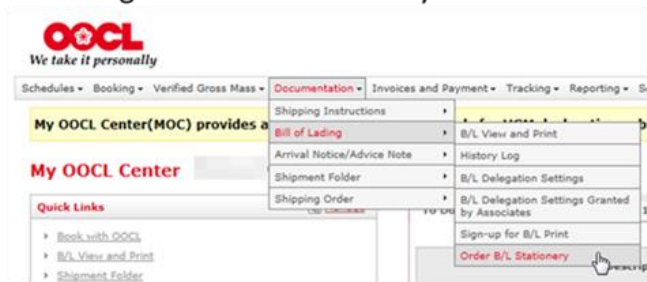 OOCL
We take it personally
Schedules Booking Verified Gross Mass Documentation Invoices and Payment Tracking Reporting
My OOCL Center(MOC) provides a
Shipping Instructions
Bill of Lading
Arrival Notice/Advice Note
Shipment Folder
Shipping Order
B/L View and Print
History Log
B/L Delegation Settings
B/L Delegation Settings Granted
by Associates
Sign-up for B/L Print
Order B/L Stationery
My OOCL Center
Quick Links
Book with OOCL
B/L View and Print
Shipment Folder